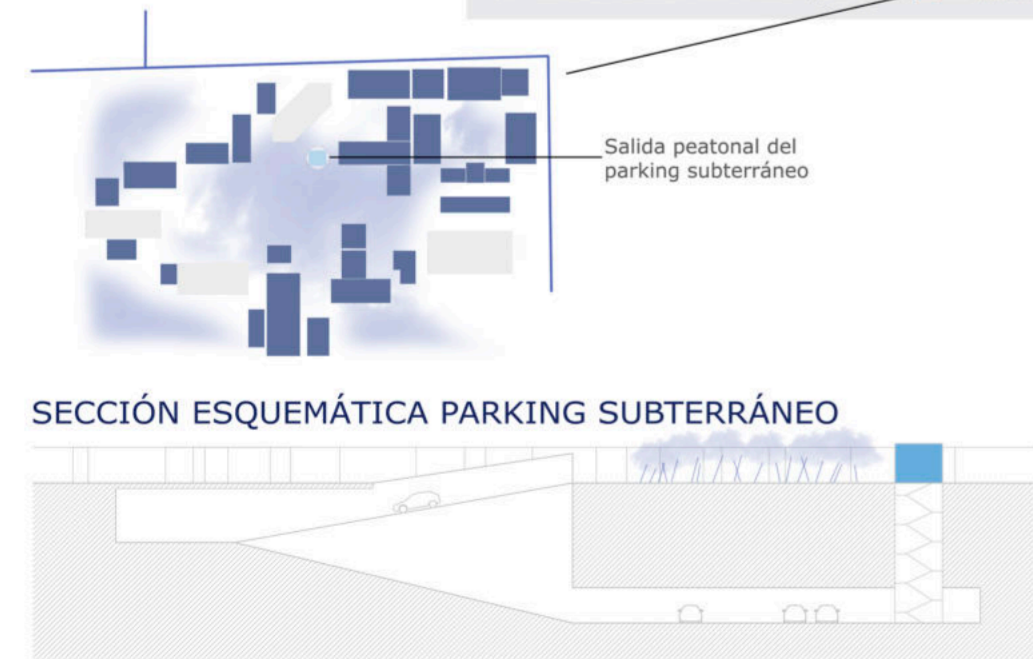 Salida peatonal del
parking subterráneo
SECCIÓN ESQUEMÁTICA PARKING SUBTERRÁNEO